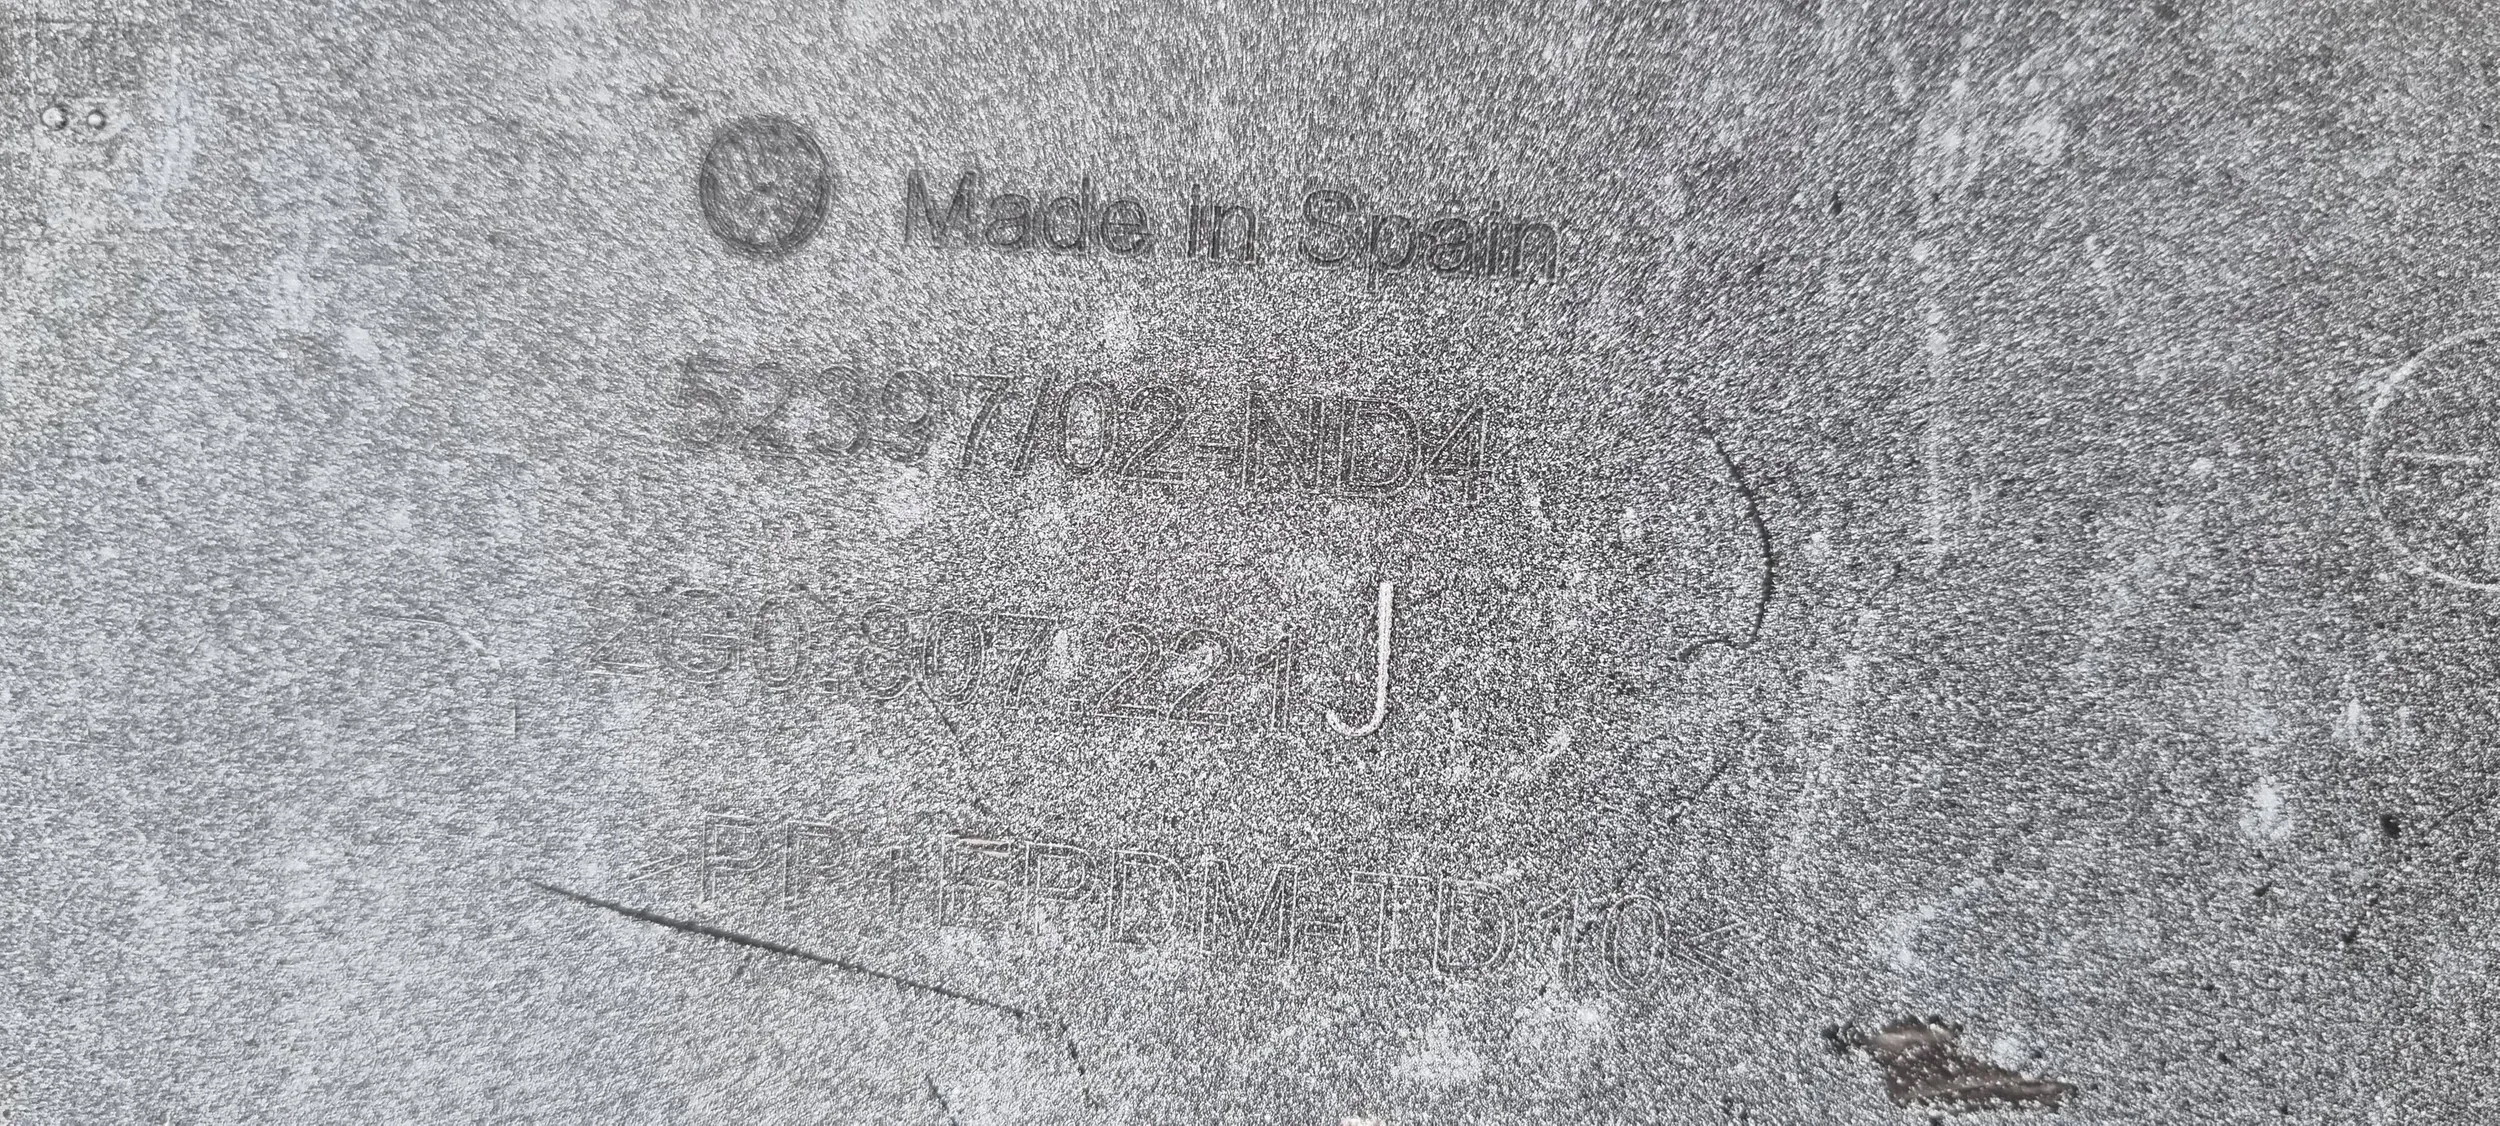 Made in Spain
52397/02-ND4
2G0.807.221 J
>PP+EPDM-TD10<